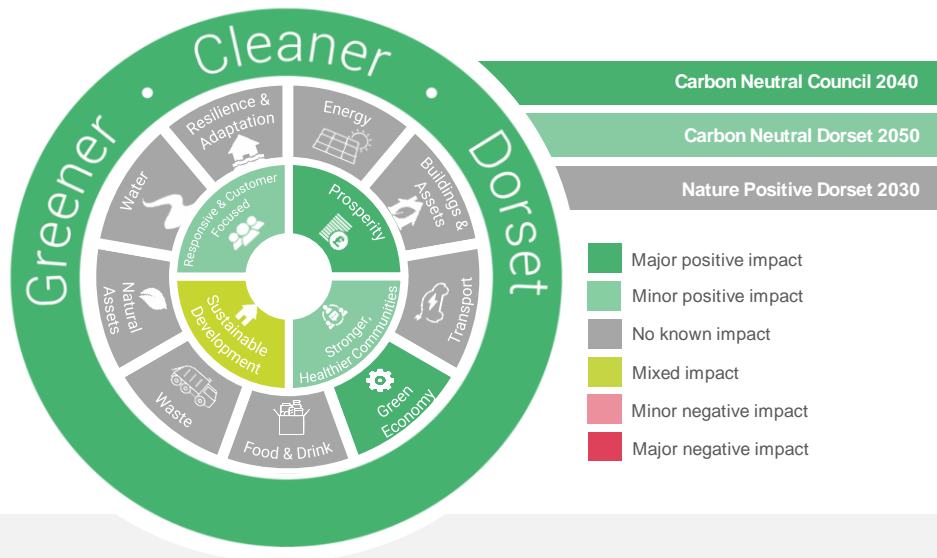 Greener • Cleaner • Dorset
Carbon Neutral Council 2040
Carbon Neutral Dorset 2050
Nature Positive Dorset 2030
Resilience &
Adaptation
Energy
Buildings &
Assets
Transport
Green
Economy
Food & Drink
Waste
Natural
Assets
Water
Responsive & Customer
Focused
Prosperity
£
Stronger,
Healthier Communities
Sustainable
Development
Major positive impact
Minor positive impact
No known impact
Mixed impact
Minor negative impact
Major negative impact